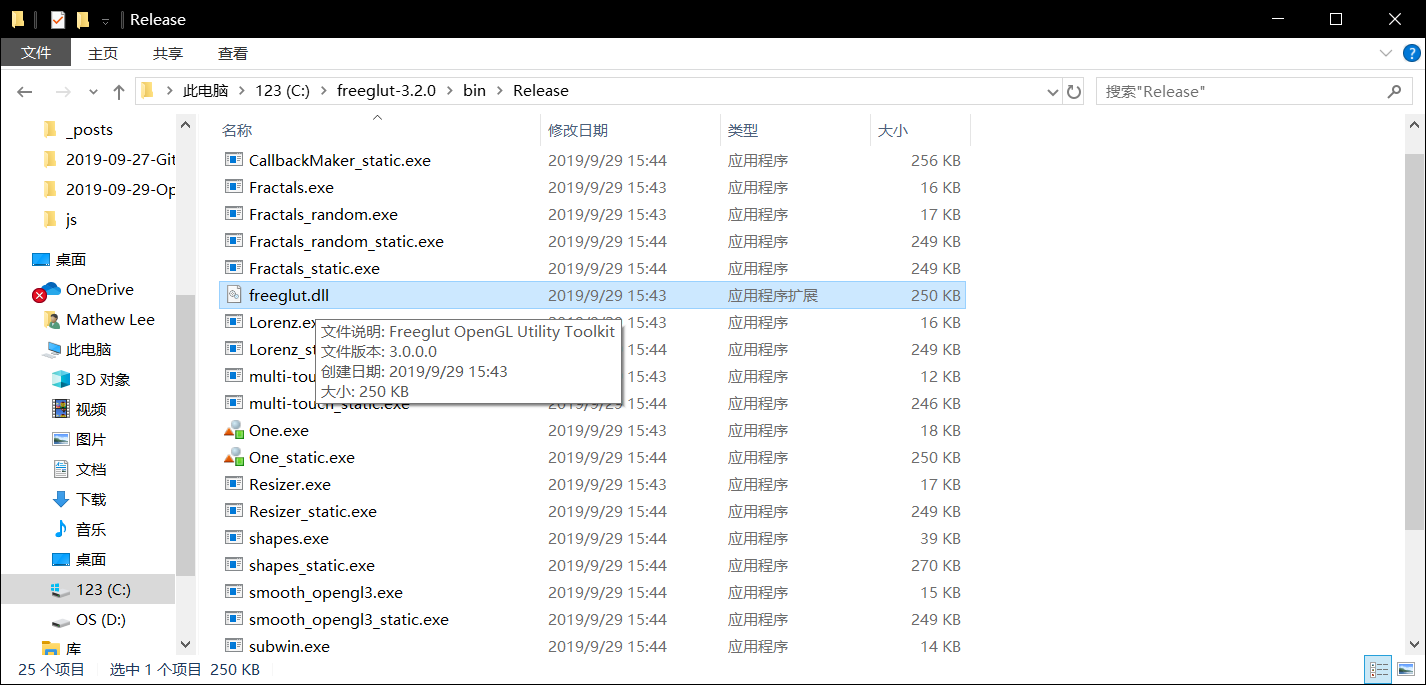 Release
文件 主页 共享 查看
此电脑 123 (C:) freeglut-3.2.0 bin Release 搜索"Release"
_posts
2019-09-27-Git
2019-09-29-Op
js
桌面
OneDrive
Mathew Lee
此电脑
3D 对象
视频
图片
文档
下载
音乐
桌面
123 (C:)
OS (D:)
库
名称 修改日期 类型 大小
CallbackMaker_static.exe 2019/9/29 15:44 应用程序 256 KB
Fractals.exe 2019/9/29 15:43 应用程序 16 KB
Fractals_random.exe 2019/9/29 15:43 应用程序 17 KB
Fractals_random_static.exe 2019/9/29 15:44 应用程序 249 KB
Fractals_static.exe 2019/9/29 15:44 应用程序 249 KB
freeglut.dll 2019/9/29 15:43 应用程序扩展 250 KB
Lorenz.ex 2019/9/29 15:43 应用程序 16 KB
Lorenz_st 2019/9/29 15:44 应用程序 249 KB
multi-tou 2019/9/29 15:43 应用程序 12 KB
multi-touch_static.exe 2019/9/29 15:44 应用程序 246 KB
文件说明: Freeglut OpenGL Utility Toolkit
文件版本: 3.0.0.0
创建日期: 2019/9/29 15:43
大小: 250 KB
One.exe 2019/9/29 15:43 应用程序 18 KB
One_static.exe 2019/9/29 15:44 应用程序 250 KB
Resizer.exe 2019/9/29 15:43 应用程序 17 KB
Resizer_static.exe 2019/9/29 15:44 应用程序 249 KB
shapes.exe 2019/9/29 15:44 应用程序 39 KB
shapes_static.exe 2019/9/29 15:44 应用程序 270 KB
smooth_opengl3.exe 2019/9/29 15:44 应用程序 15 KB
smooth_opengl3_static.exe 2019/9/29 15:44 应用程序 249 KB
subwin.exe 2019/9/29 15:44 应用程序 14 KB
25 个项目 选中 1 个项目 250 KB